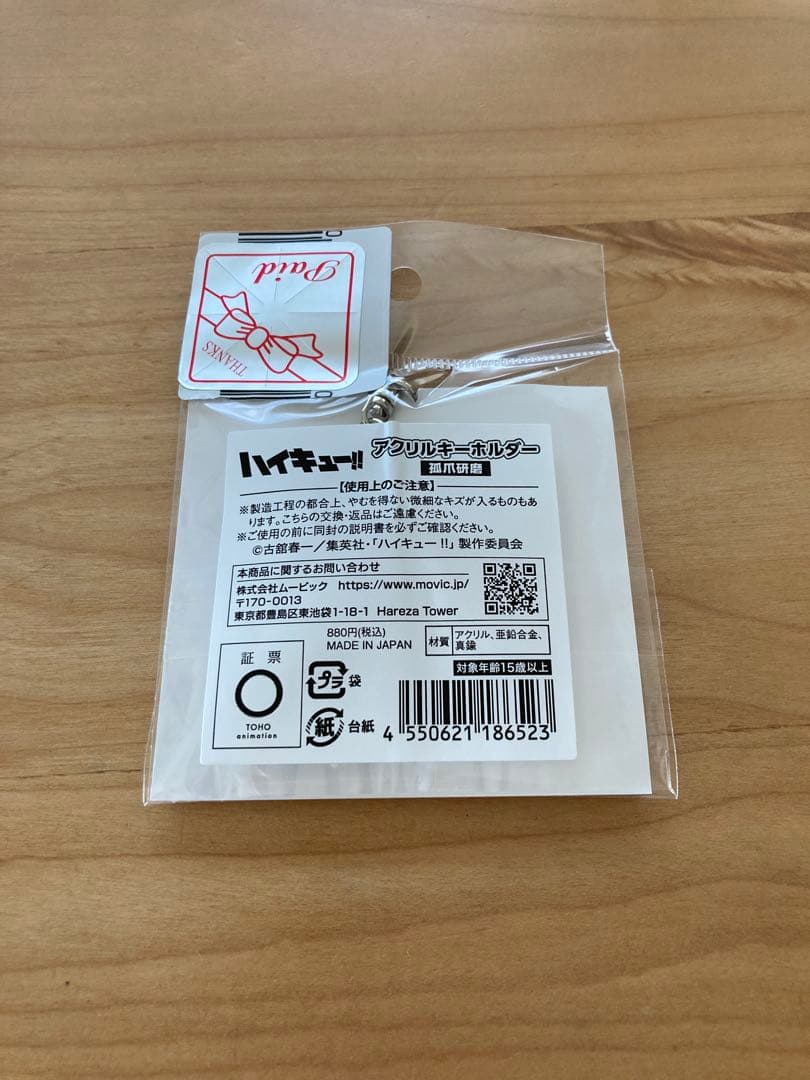 Paid
THANKS
ハイキュー!! アクリルキーホルダー
孤爪研磨
【使用上のご注意】
※製造工程の都合上、やむを得ない微細なキズが入るものもあ
ります。こちらの交換・返品はご遠慮ください。
※ご使用の前に同封の説明書を必ずご確認ください。
©古舘春一/集英社・「ハイキュー!!」製作委員会
本商品に関するお問い合わせ
株式会社ムービック https://www.movic.jp/
〒170-0013
東京都豊島区東池袋1-18-1 Hareza Tower
880円(税込)
MADE IN JAPAN
材質 アクリル、亜鉛合金、
真鍮
対象年齢15歳以上
証票
TOHO
animation
プラ 袋
紙 台紙
4 550621 186523